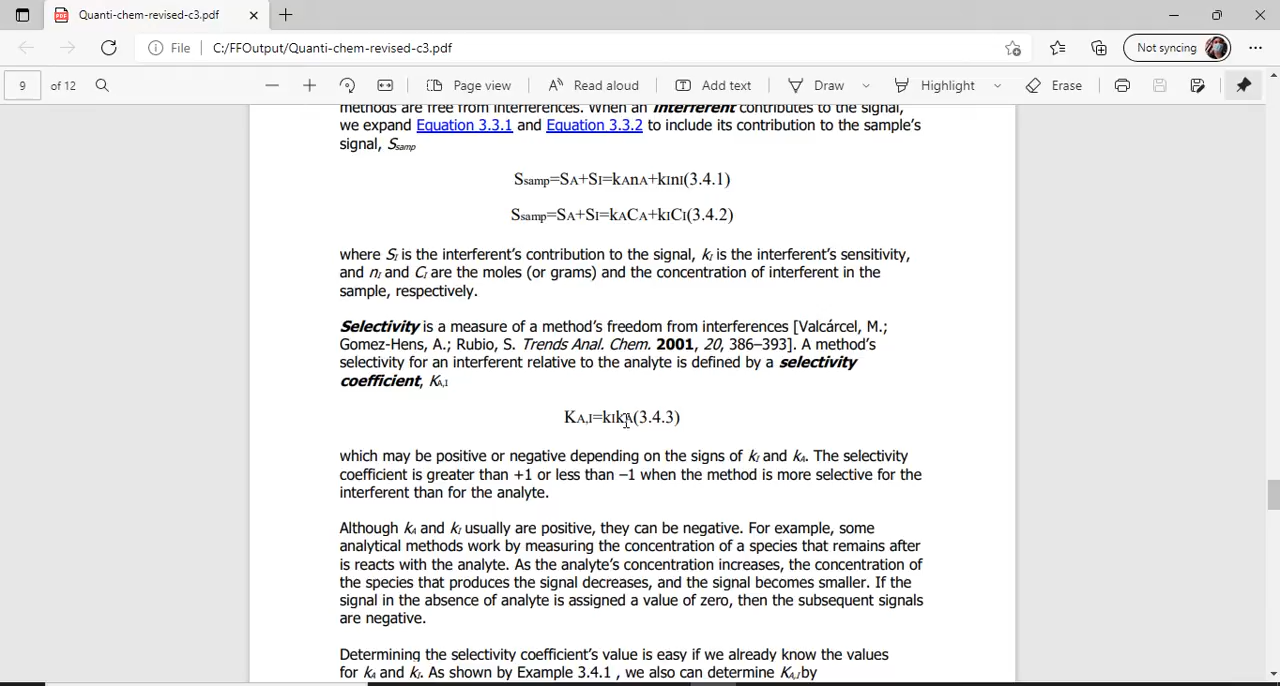 Quanti-chem-revised-c3.pdf
File C:/FFOutput/Quanti-chem-revised-c3.pdf Not syncing
9 of 12 Page view Read aloud Add text Draw Highlight Erase
methods are free from interferences. When an interferent contributes to the signal,
we expand Equation 3.3.1 and Equation 3.3.2 to include its contribution to the sample's
signal, Ssamp
Ssamp=SA+SI=kAnA+kInI(3.4.1)
Ssamp=SA+SI=kACA+kICI(3.4.2)
where SI is the interferent's contribution to the signal, kI is the interferent's sensitivity,
and nI and CI are the moles (or grams) and the concentration of interferent in the
sample, respectively.
Selectivity is a measure of a method's freedom from interferences [Valcárcel, M.;
Gomez-Hens, A.; Rubio, S. Trends Anal. Chem. 2001, 20, 386–393]. A method's
selectivity for an interferent relative to the analyte is defined by a selectivity
coefficient, KA,I
KA,I=kIkA(3.4.3)
which may be positive or negative depending on the signs of kI and kA. The selectivity
coefficient is greater than +1 or less than –1 when the method is more selective for the
interferent than for the analyte.
Although kA and kI usually are positive, they can be negative. For example, some
analytical methods work by measuring the concentration of a species that remains after
is reacts with the analyte. As the analyte's concentration increases, the concentration of
the species that produces the signal decreases, and the signal becomes smaller. If the
signal in the absence of analyte is assigned a value of zero, then the subsequent signals
are negative.
Determining the selectivity coefficient's value is easy if we already know the values
for kA and kI. As shown by Example 3.4.1 , we also can determine KA,I by